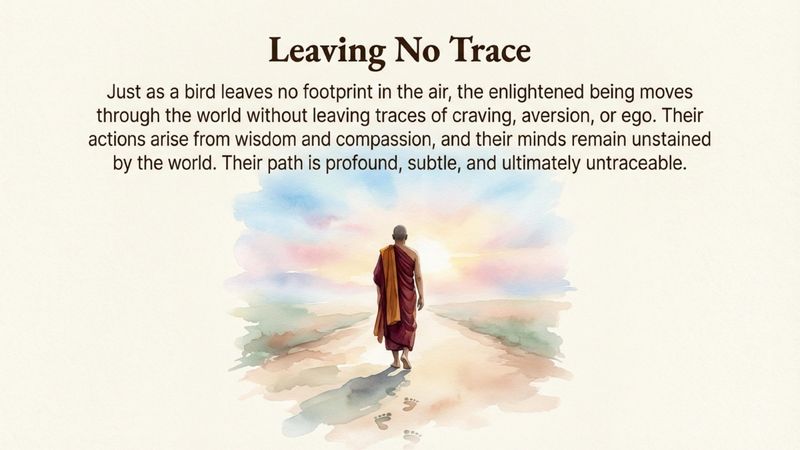 Leaving No Trace
Just as a bird leaves no footprint in the air, the enlightened being moves
through the world without leaving traces of craving, aversion, or ego. Their
actions arise from wisdom and compassion, and their minds remain unstained
by the world. Their path is profound, subtle, and ultimately untraceable.